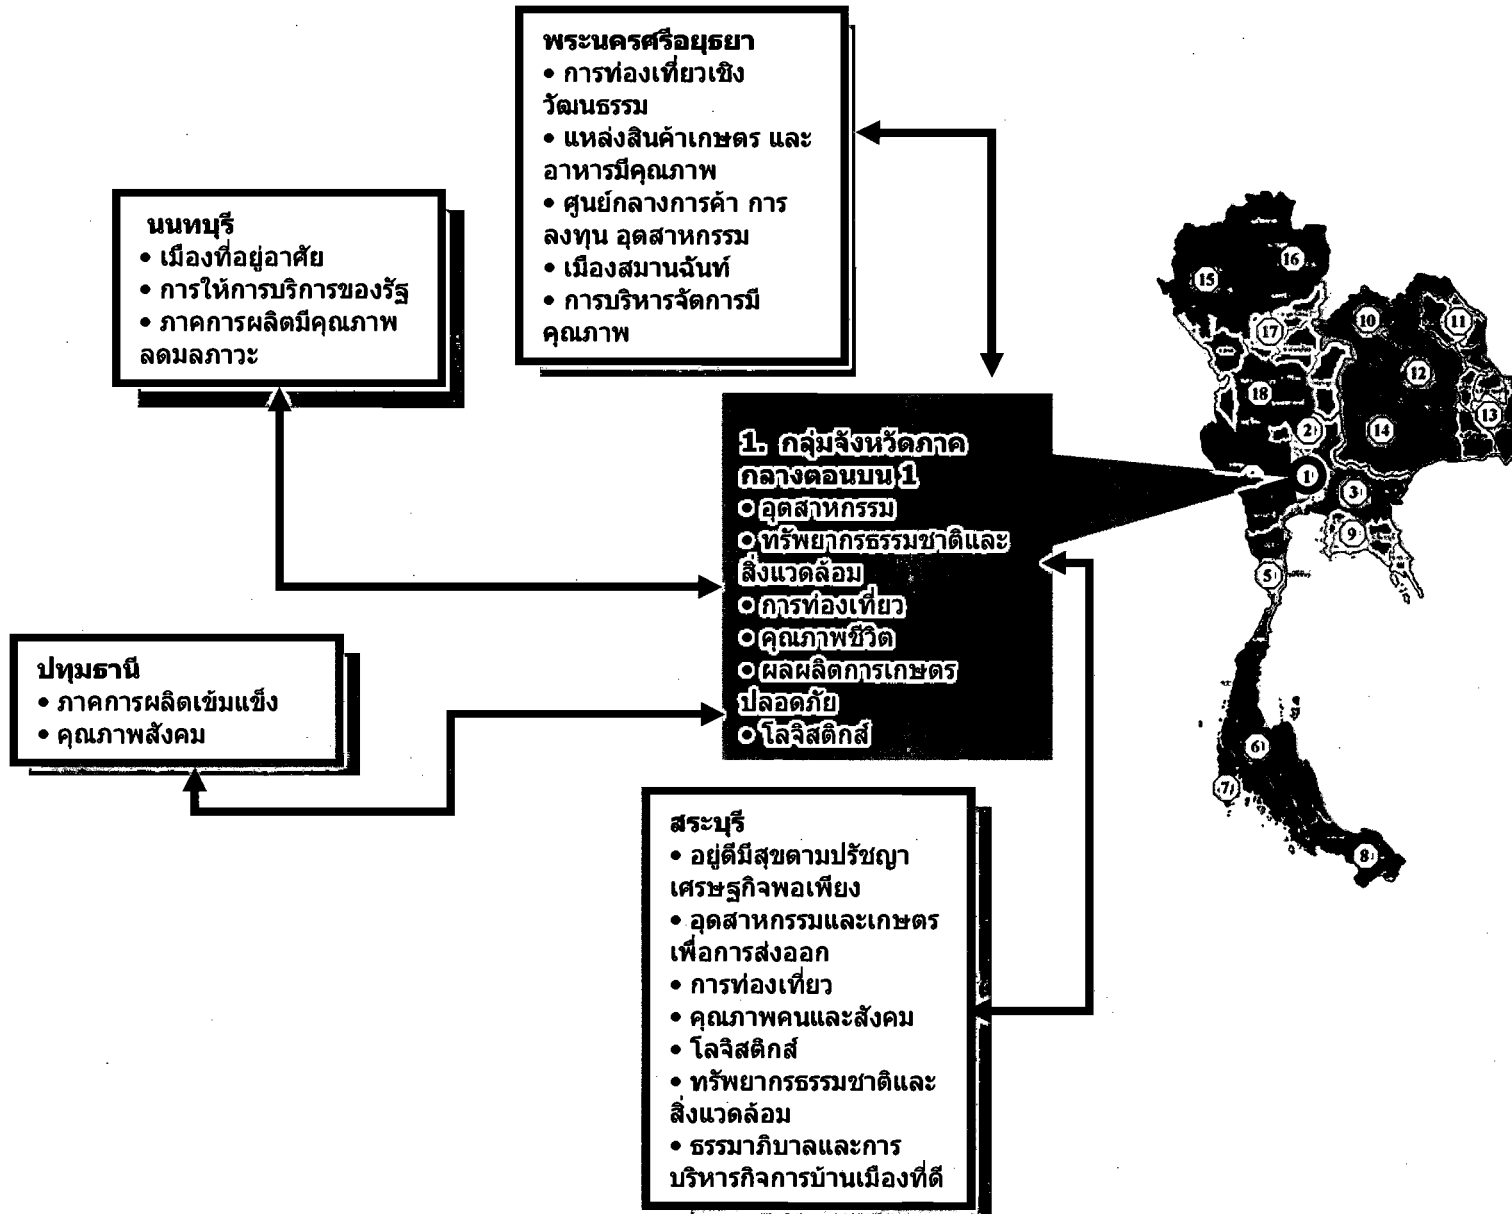 พระนครศรีอยุธยา
• การท่องเที่ยวเชิง
วัฒนธรรม
• แหล่งสินค้าเกษตร และ
อาหารมีคุณภาพ
• ศูนย์กลางการค้า การ
ลงทุน อุตสาหกรรม
• เมืองสมานฉันท์
• การบริหารจัดการมี
คุณภาพ
นนทบุรี
• เมืองที่อยู่อาศัย
• การให้การบริการของรัฐ
• ภาคการผลิตมีคุณภาพ
ลดมลภาวะ
1. กลุ่มจังหวัดภาค
กลางตอนบน 1
อุตสาหกรรม
ทรัพยากรธรรมชาติและ
สิ่งแวดล้อม
การท่องเที่ยว
คุณภาพชีวิต
ผลผลิตการเกษตร
ปลอดภัย
โลจิสติกส์
ปทุมธานี
• ภาคการผลิตเข้มแข็ง
• คุณภาพสังคม
สระบุรี
• อยู่ดีมีสุขตามปรัชญา
เศรษฐกิจพอเพียง
• อุตสาหกรรมและเกษตร
เพื่อการส่งออก
• การท่องเที่ยว
• คุณภาพคนและสังคม
• โลจิสติกส์
• ทรัพยากรธรรมชาติและ
สิ่งแวดล้อม
• ธรรมาภิบาลและการ
บริหารกิจการบ้านเมืองที่ดี
16
15
10
11
17
12
18
13
2
14
1
3
9
5
6
7
8